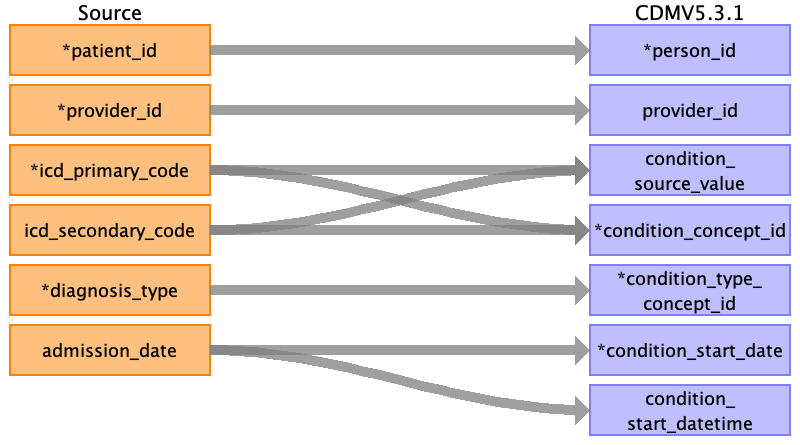 Source
CDMV5.3.1
*patient_id
*person_id
*provider_id
provider_id
*icd_primary_code
condition_
source_value
icd_secondary_code
*condition_concept_id
*diagnosis_type
*condition_type_
concept_id
admission_date
*condition_start_date
condition_
start_datetime